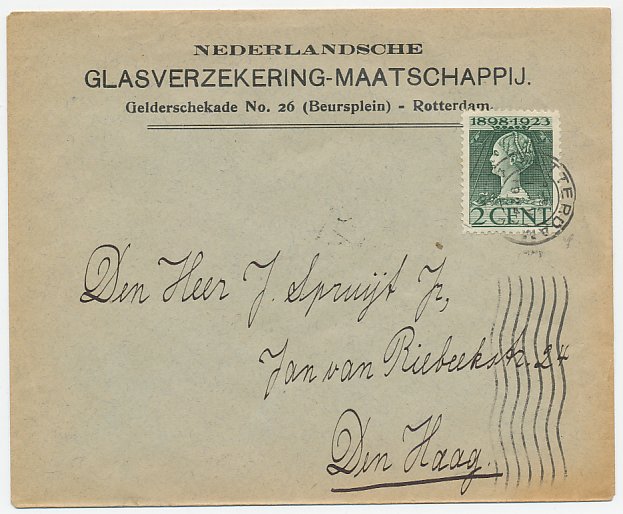 NEDERLANDSCHE
GLASVERZEKERING-MAATSCHAPPIJ.
Gelderschekade No. 26 (Beursplein) - Rotterdam.
1898·1923
2 CENT
Den Heer J. Spruijt Jr,
Jan van Riebeekstr. 24
Den Haag.